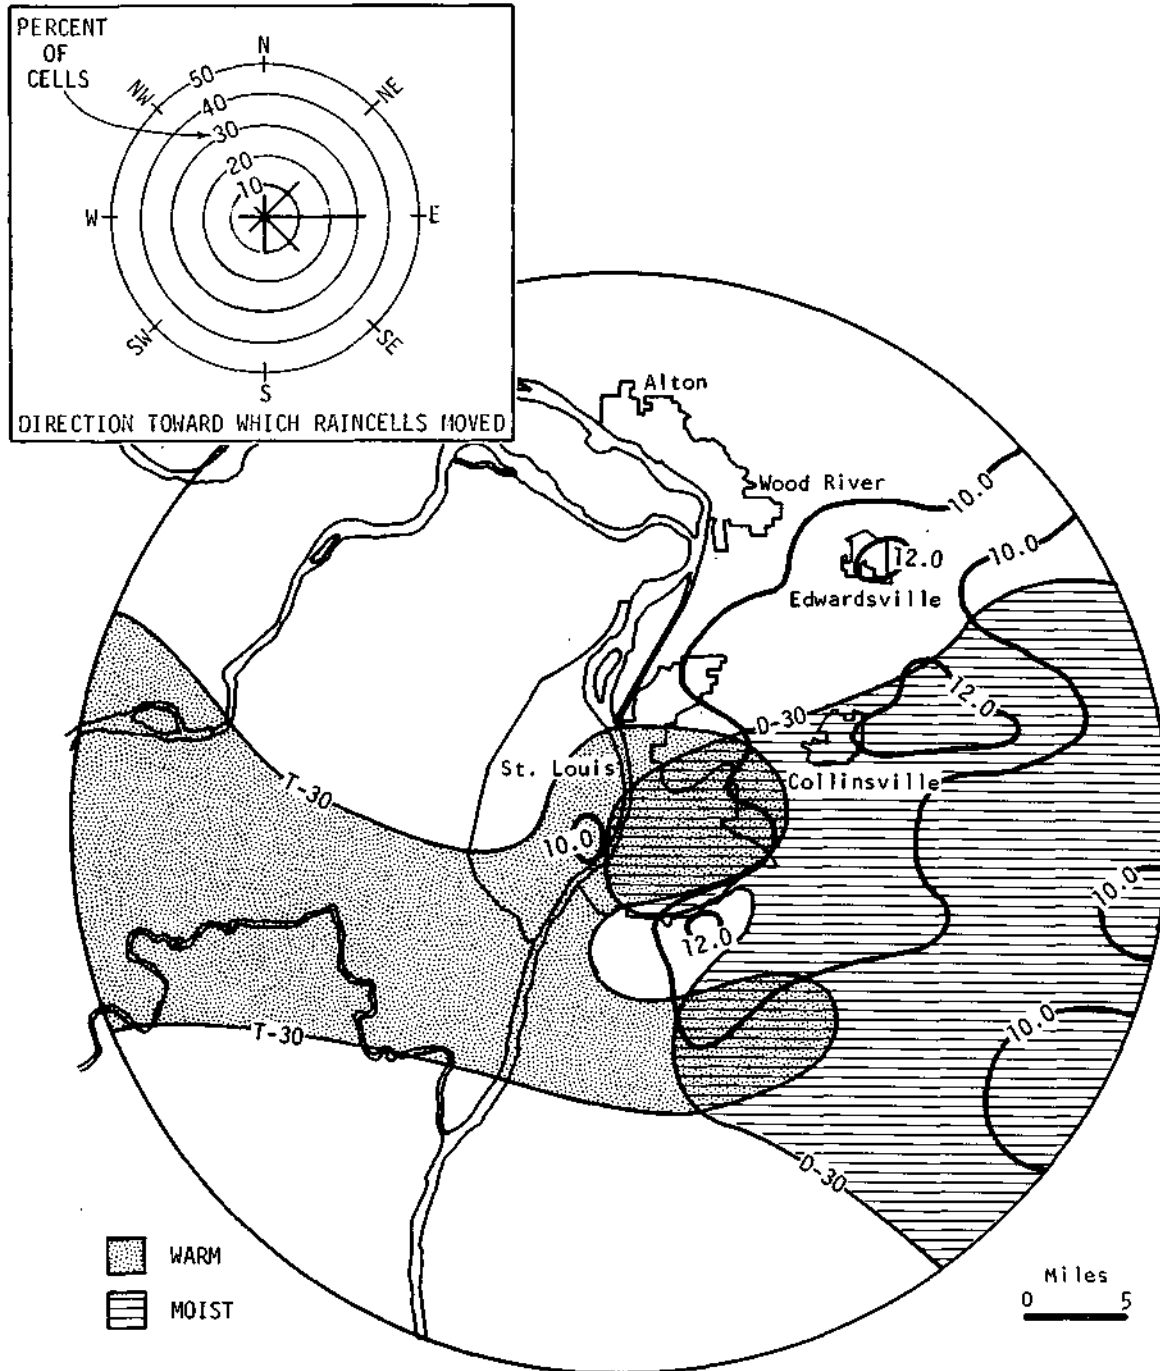 PERCENT
OF
CELLS
N
NE
E
SE
S
SW
W
NW
50
40
30
20
10
DIRECTION TOWARD WHICH RAINCELLS MOVED
Alton
Wood River
10.0
10.0
12.0
Edwardsville
12.0
D-30
St. Louis
Collinsville
T-30
10.0
10.0
12.0
10.0
T-30
D-30
WARM
MOIST
Miles
0 5